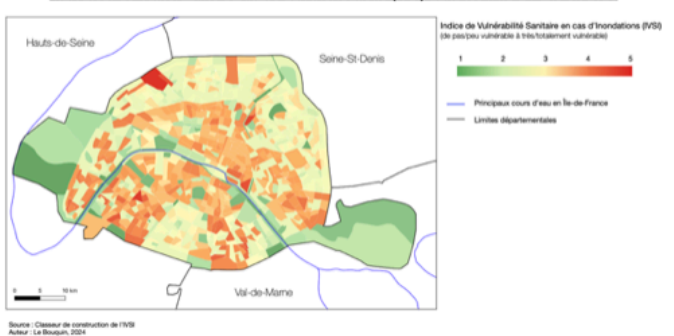 Hauts-de-Seine
Seine-St-Denis
Val-de-Marne
0 5 10 km
Indice de Vulnérabilité Sanitaire en cas d'Inondations (IVSI)
(de pas/peu vulnérable à très/totalement vulnérable)
1 2 3 4 5
Principaux cours d'eau en Île-de-France
Limites départementales
Source : Classeur de construction de l'IVSI
Auteur : Le Bouquin, 2024